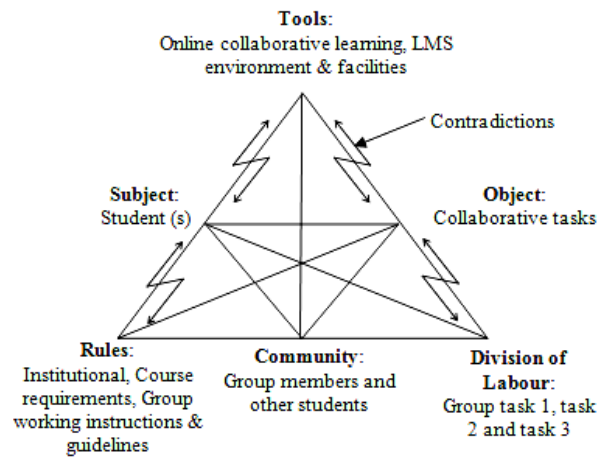 Tools:
Online collaborative learning, LMS
environment & facilities
Contradictions
Subject:
Student (s)
Object:
Collaborative tasks
Rules:
Institutional, Course
requirements, Group
working instructions &
guidelines
Community:
Group members and
other students
Division of
Labour:
Group task 1, task
2 and task 3